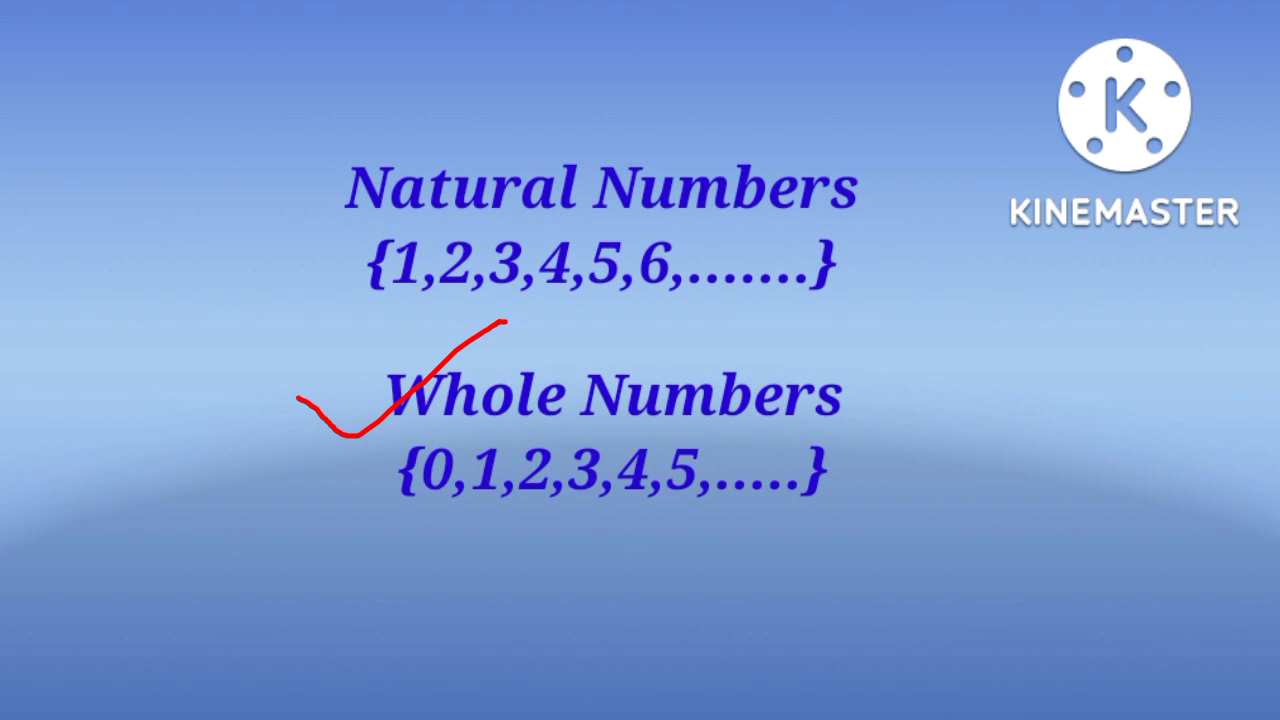 Natural Numbers
{1,2,3,4,5,6,.......}
Whole Numbers
{0,1,2,3,4,5,.....}
K
KINEMASTER